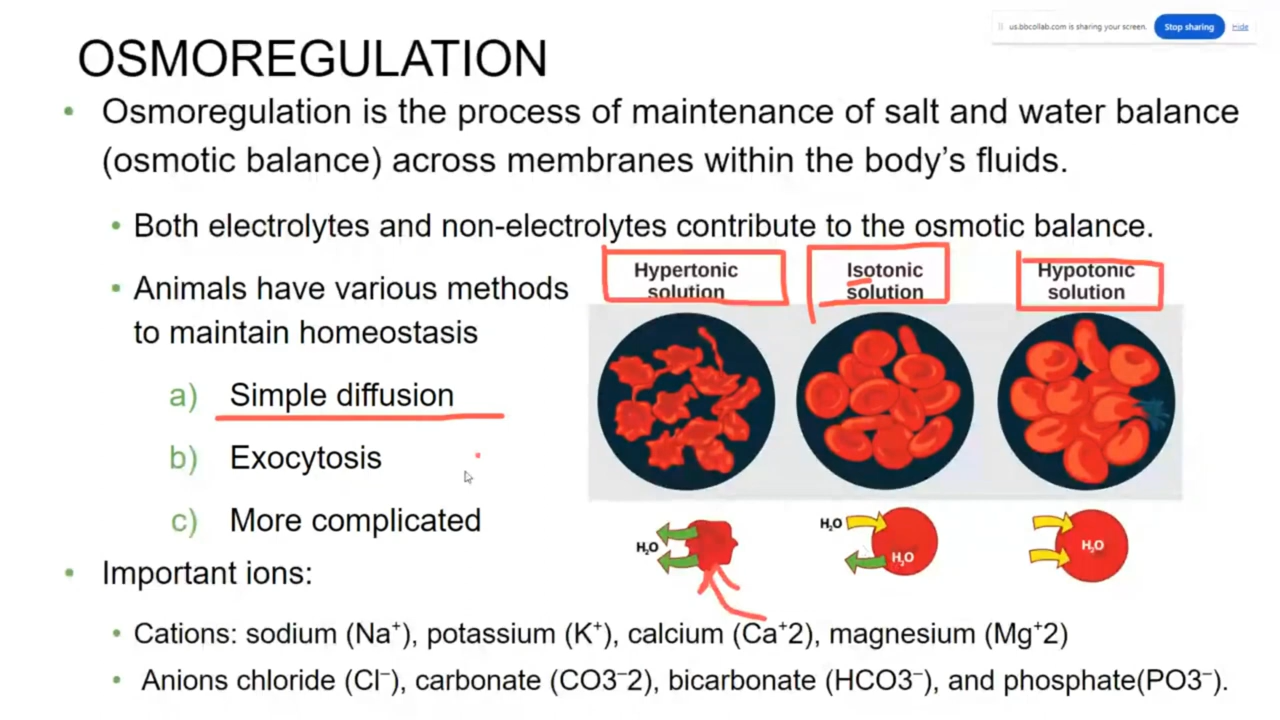 us.bbcollab.com is sharing your screen. Stop sharing Hide
OSMOREGULATION
• Osmoregulation is the process of maintenance of salt and water balance
(osmotic balance) across membranes within the body's fluids.
• Both electrolytes and non-electrolytes contribute to the osmotic balance.
• Animals have various methods
to maintain homeostasis
a) Simple diffusion
b) Exocytosis
c) More complicated
Hypertonic
solution
Isotonic
solution
Hypotonic
solution
H₂O
H₂O
H₂O
H₂O
• Important ions:
• Cations: sodium (Na⁺), potassium (K⁺), calcium (Ca⁺2), magnesium (Mg⁺2)
• Anions chloride (Cl⁻), carbonate (CO3⁻2), bicarbonate (HCO3⁻), and phosphate(PO3⁻).